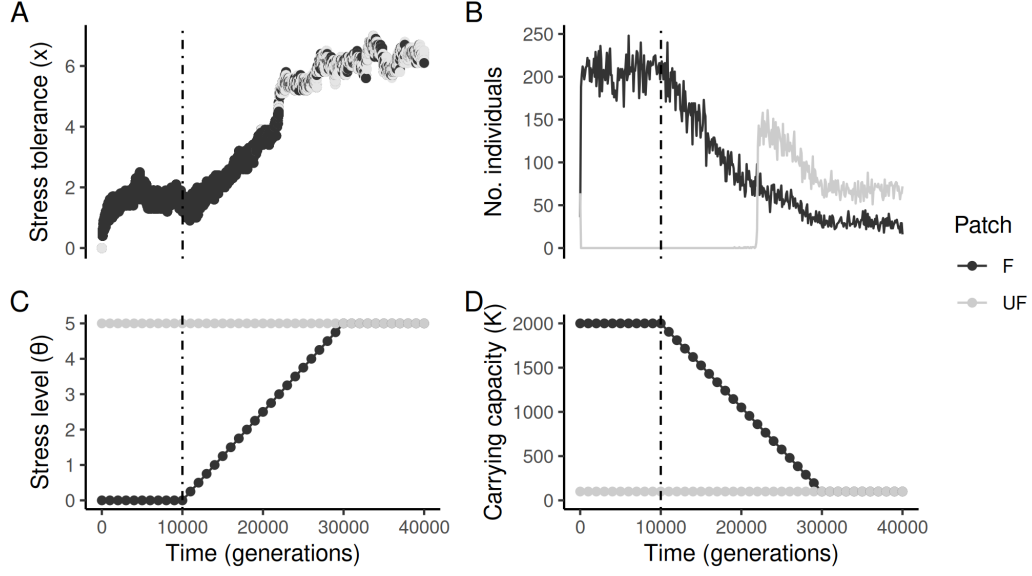 A
Stress tolerance (x)
6
4
2
0
B
No. individuals
250
200
150
100
50
0
C
Stress level (θ)
5
4
3
2
1
0
0 10000 20000 30000 40000
Time (generations)
D
Carrying capacity (K)
2000
1500
1000
500
0
0 10000 20000 30000 40000
Time (generations)
Patch
F
UF